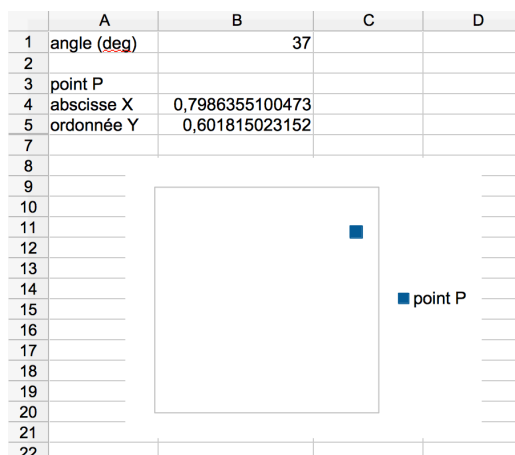 A B C D
1 angle (deg) 37
2
3 point P
4 abscisse X 0,7986355100473
5 ordonnée Y 0,601815023152
7
8
9
10
11
12
13
14
point P
15
16
17
18
19
20
21
22